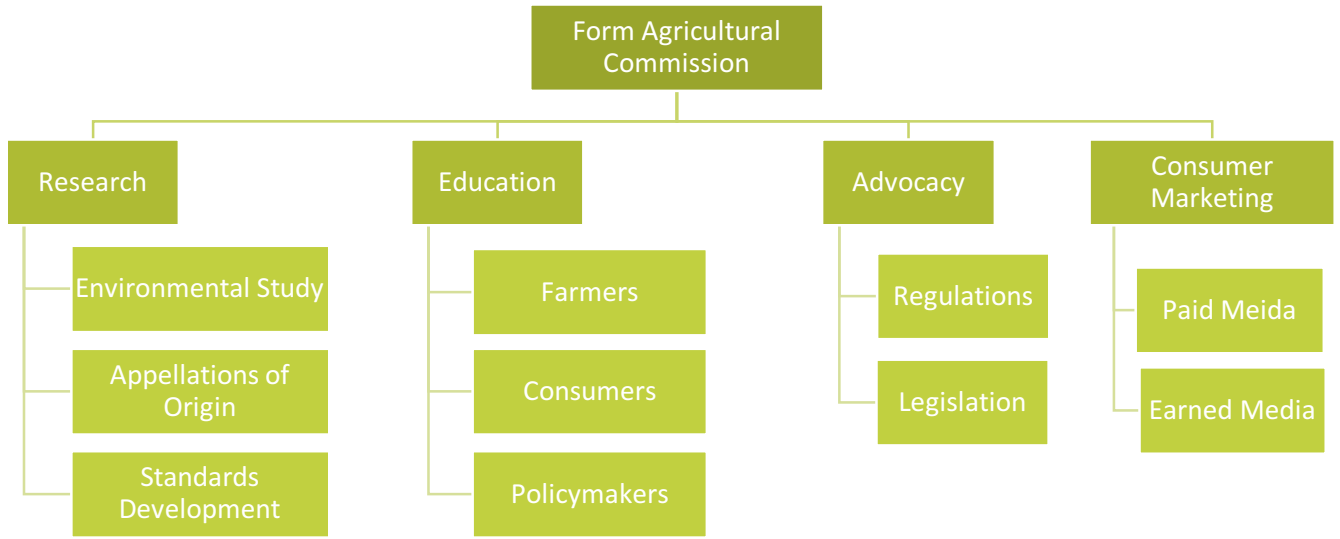 Form Agricultural
Commission
Research
Environmental Study
Appellations of
Origin
Standards
Development
Education
Farmers
Consumers
Policymakers
Advocacy
Regulations
Legislation
Consumer
Marketing
Paid Meida
Earned Media